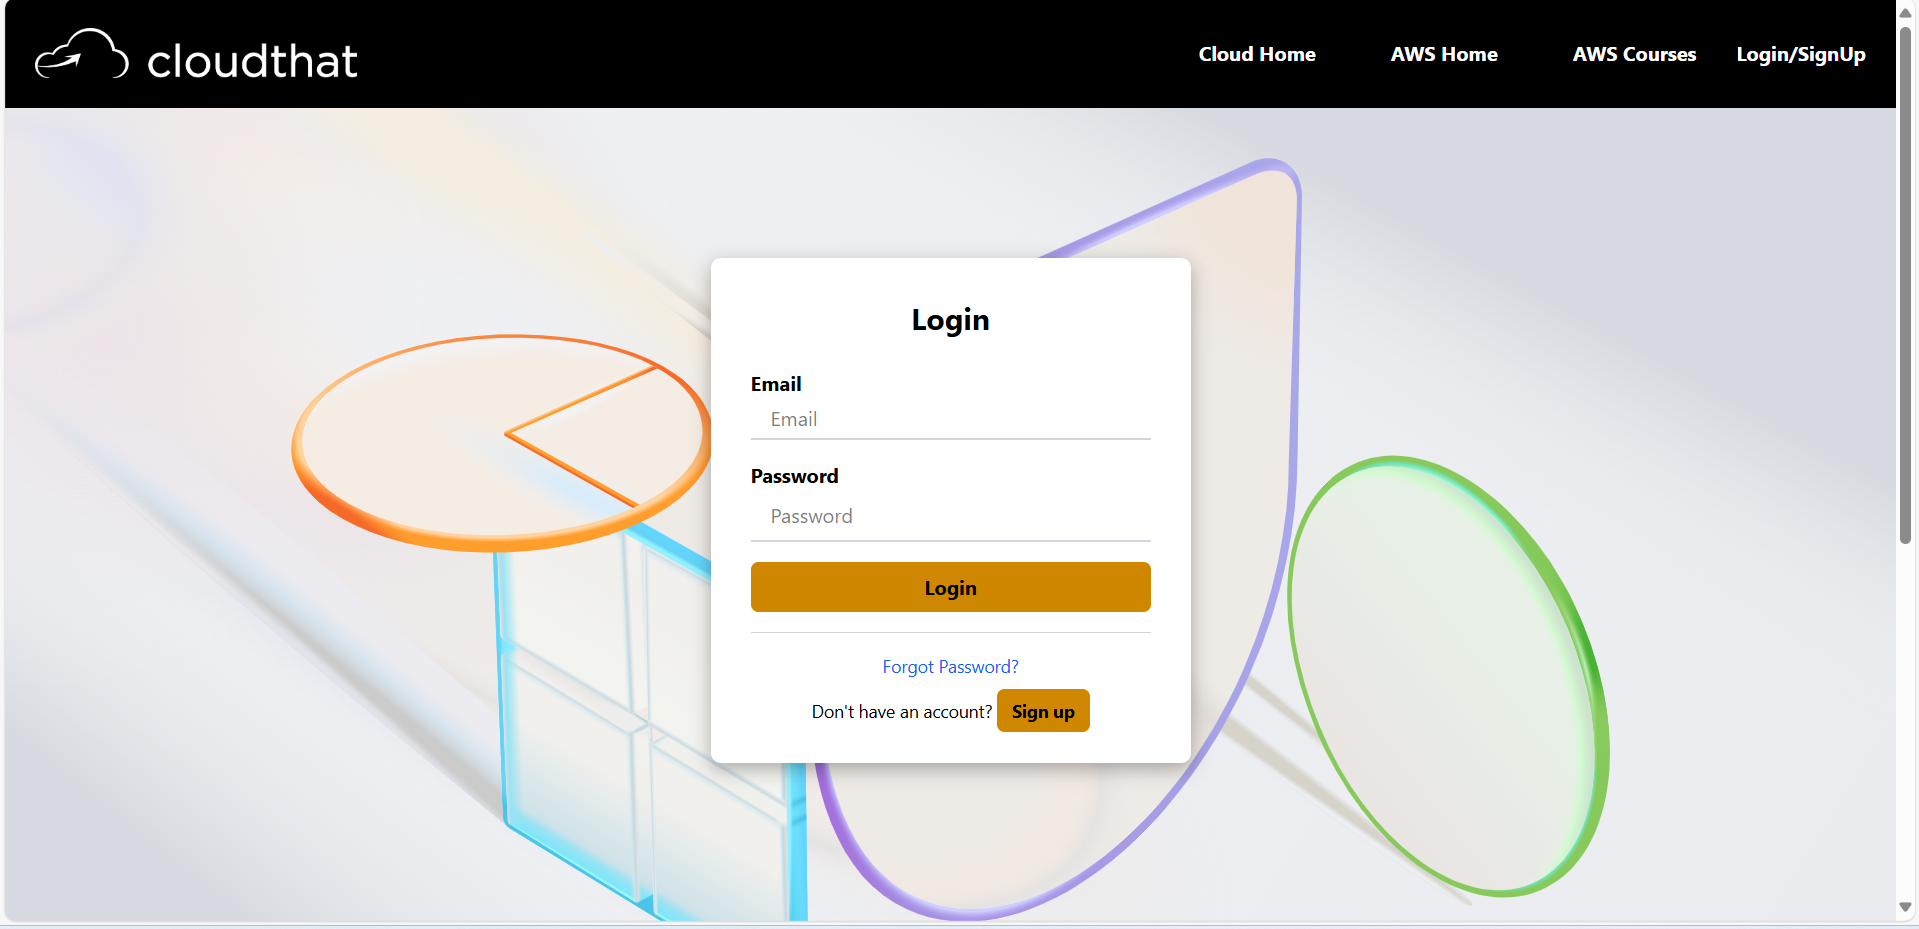 cloudthat
Cloud Home AWS Home AWS Courses Login/SignUp
Login
Email
Email
Password
Password
Login
Forgot Password?
Don't have an account? Sign up